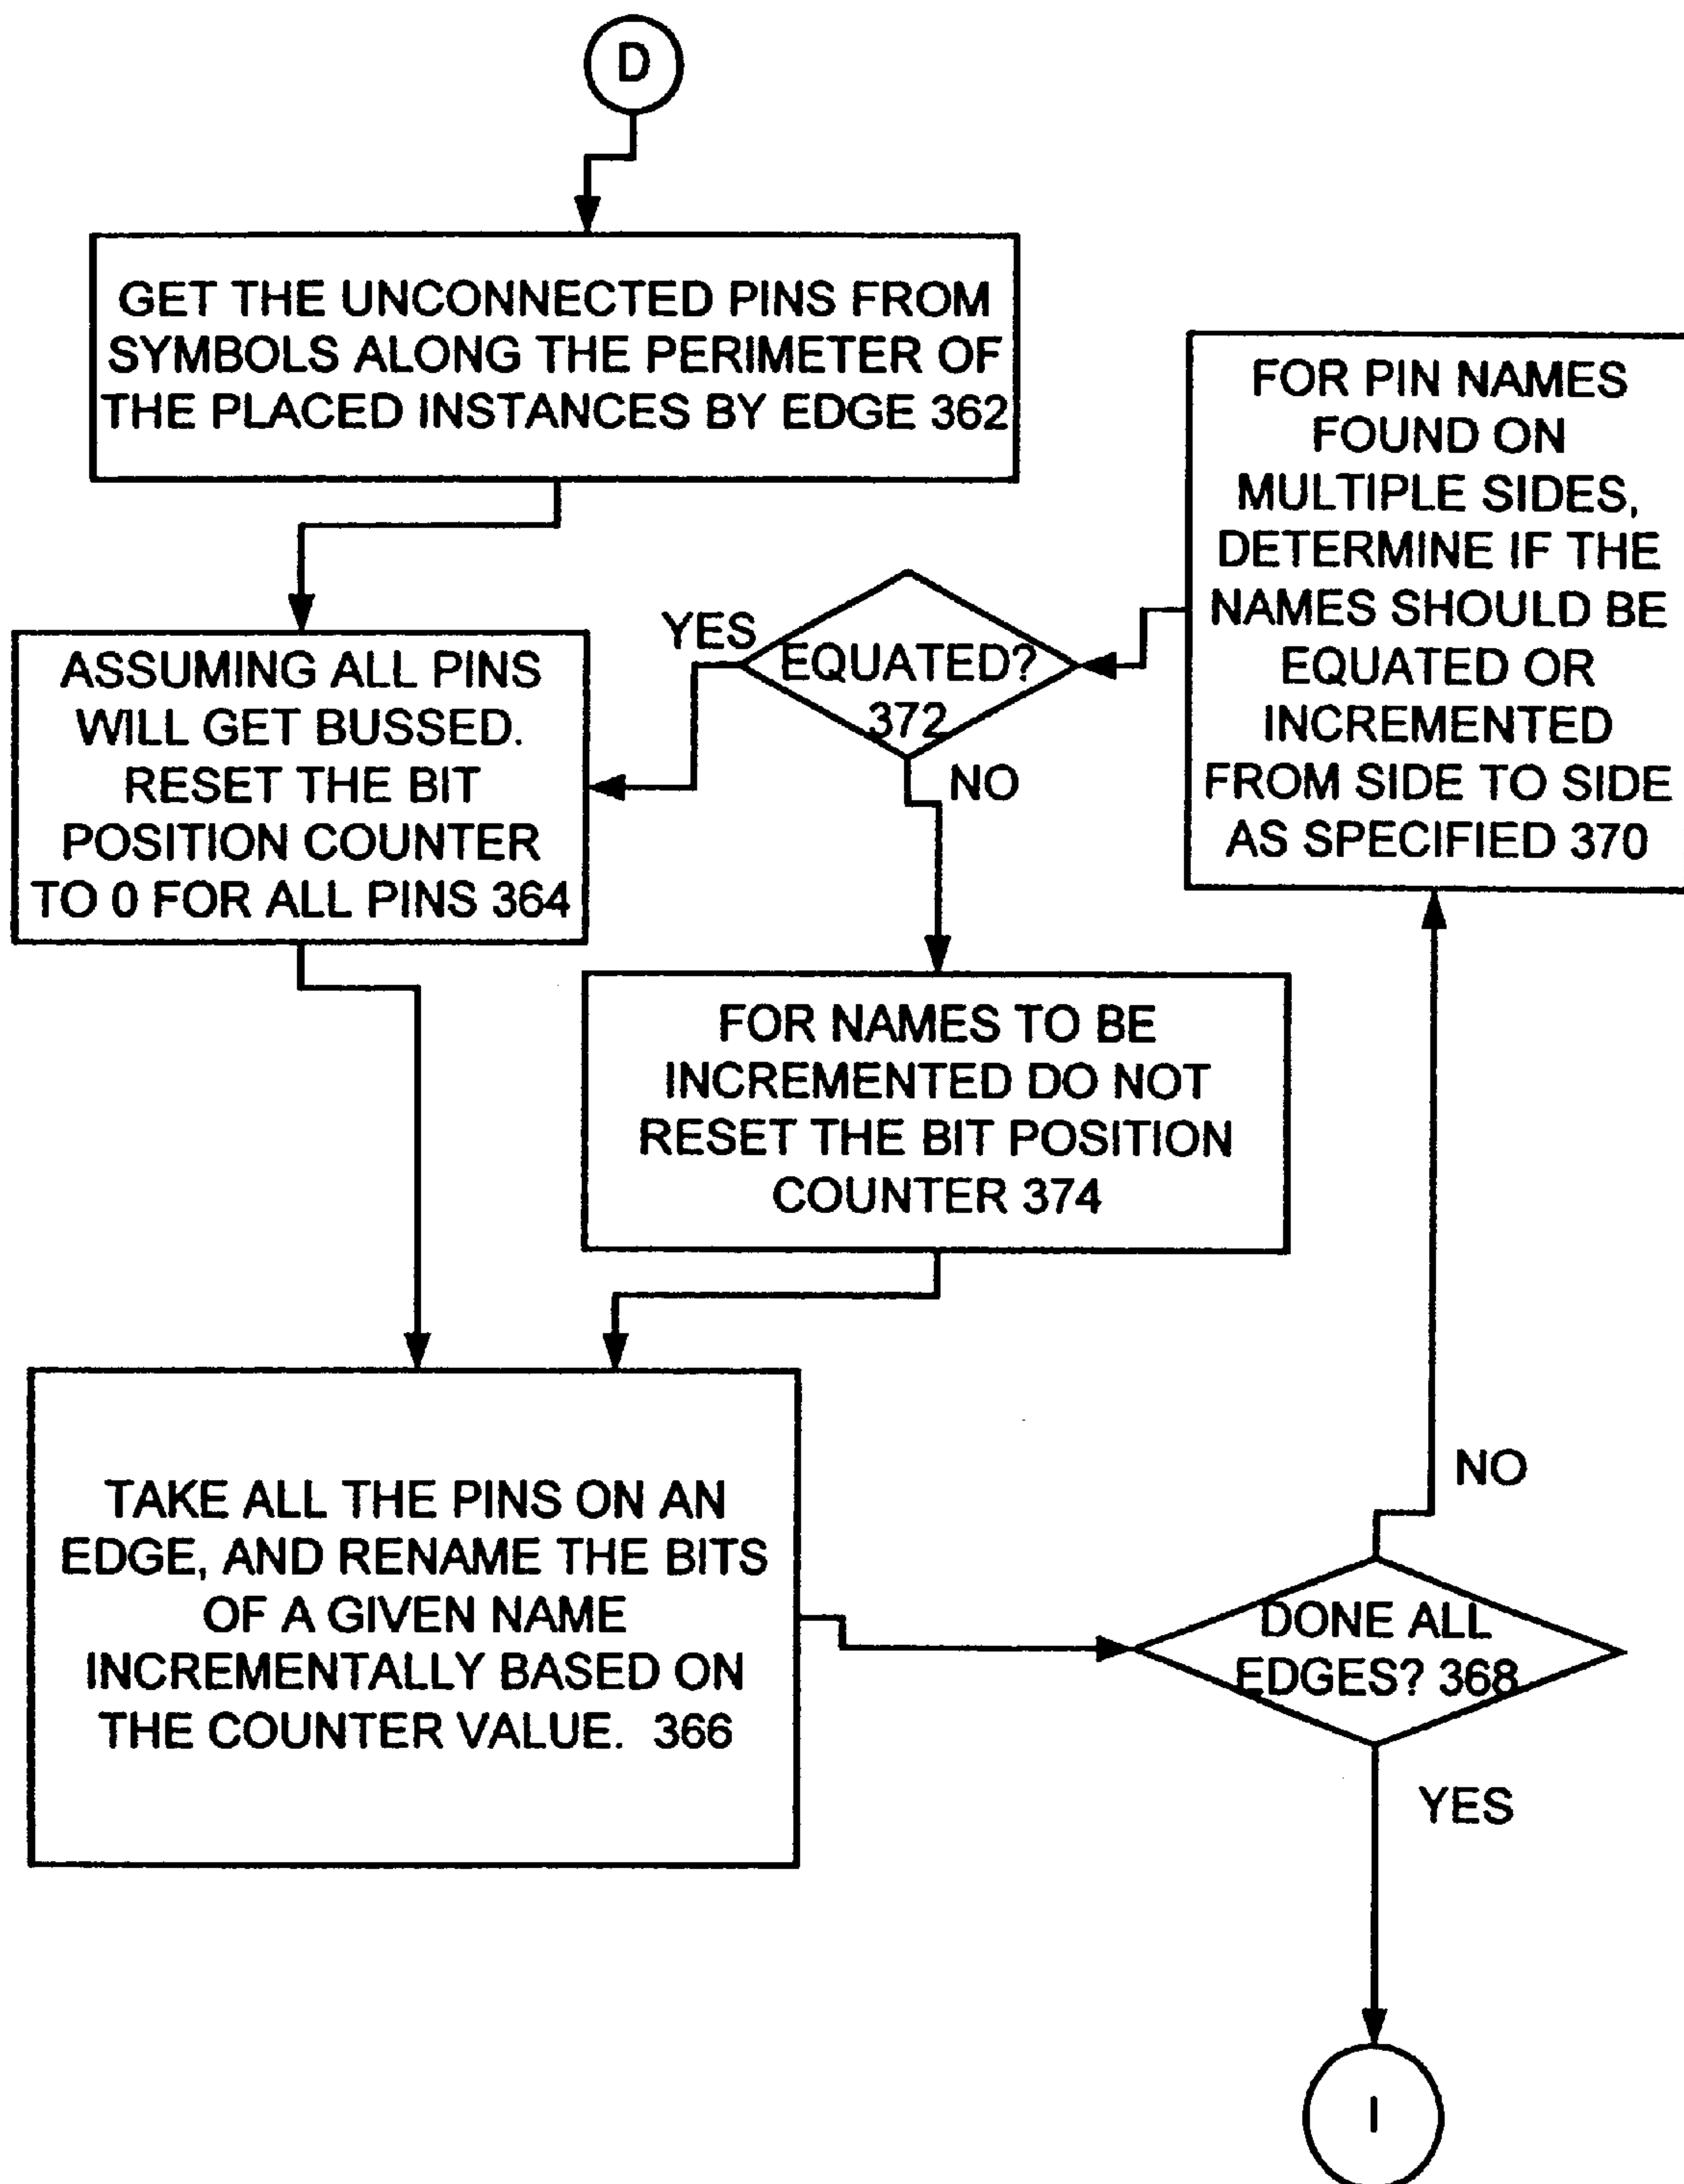 D
GET THE UNCONNECTED PINS FROM
SYMBOLS ALONG THE PERIMETER OF
THE PLACED INSTANCES BY EDGE 362
FOR PIN NAMES
FOUND ON
MULTIPLE SIDES,
DETERMINE IF THE
NAMES SHOULD BE
EQUATED OR
INCREMENTED
FROM SIDE TO SIDE
AS SPECIFIED 370
YES
EQUATED?
372
NO
ASSUMING ALL PINS
WILL GET BUSSED.
RESET THE BIT
POSITION COUNTER
TO 0 FOR ALL PINS 364
FOR NAMES TO BE
INCREMENTED DO NOT
RESET THE BIT POSITION
COUNTER 374
TAKE ALL THE PINS ON AN
EDGE, AND RENAME THE BITS
OF A GIVEN NAME
INCREMENTALLY BASED ON
THE COUNTER VALUE. 366
NO
DONE ALL
EDGES? 368
YES
I